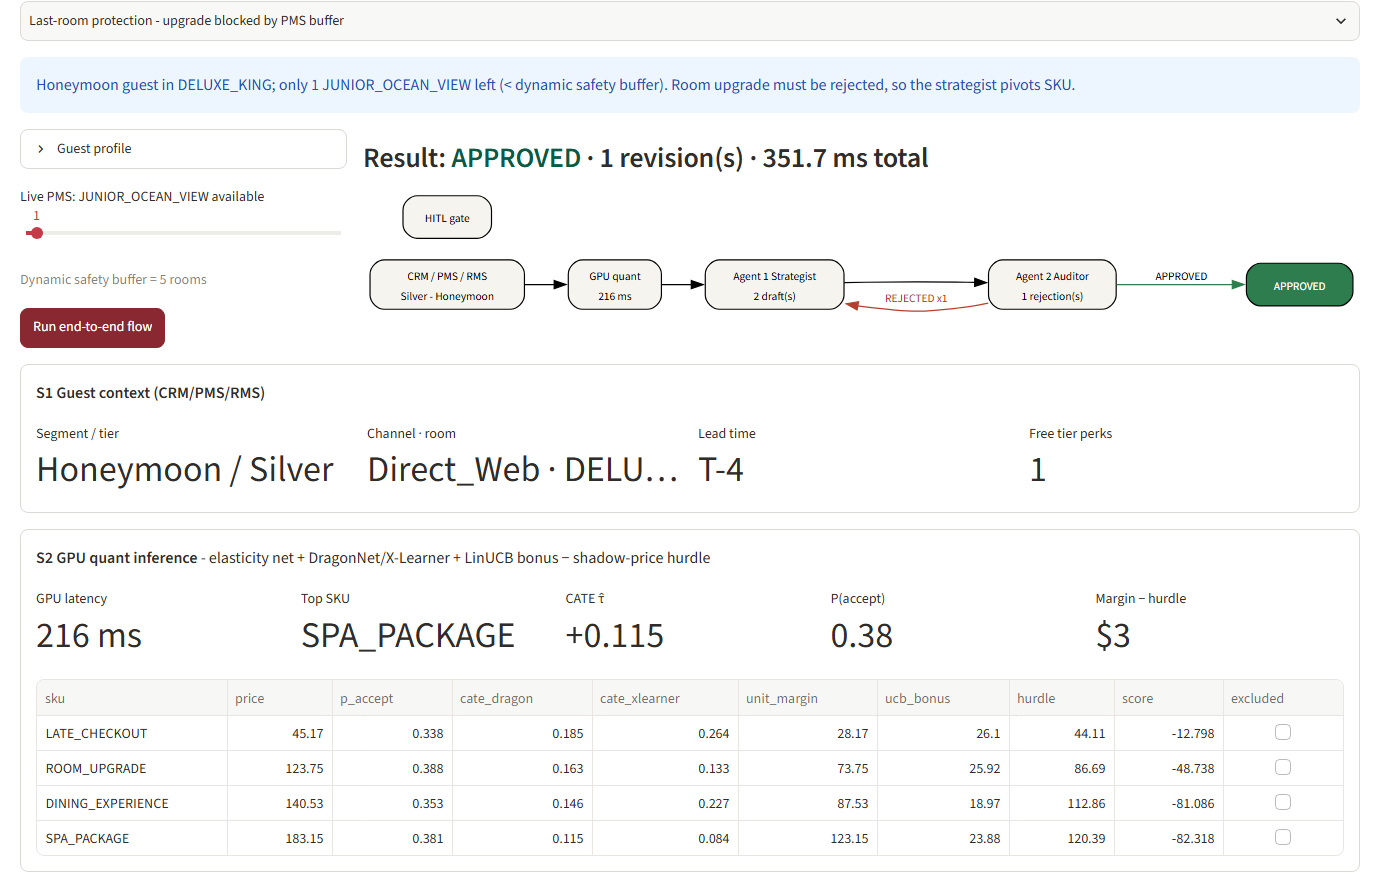 Last-room protection - upgrade blocked by PMS buffer
Honeymoon guest in DELUXE_KING; only 1 JUNIOR_OCEAN_VIEW left (< dynamic safety buffer). Room upgrade must be rejected, so the strategist pivots SKU.
Guest profile
Live PMS: JUNIOR_OCEAN_VIEW available
1
Dynamic safety buffer = 5 rooms
Run end-to-end flow
Result: APPROVED · 1 revision(s) · 351.7 ms total
HITL gate
CRM / PMS / RMS
Silver - Honeymoon
GPU quant
216 ms
Agent 1 Strategist
2 draft(s)
REJECTED x1
Agent 2 Auditor
1 rejection(s)
APPROVED
APPROVED
S1 Guest context (CRM/PMS/RMS)
Segment / tier Channel · room Lead time Free tier perks
Honeymoon / Silver Direct_Web · DELU... T-4 1
S2 GPU quant inference - elasticity net + DragonNet/X-Learner + LinUCB bonus − shadow-price hurdle
GPU latency Top SKU CATE τ̂ P(accept) Margin − hurdle
216 ms SPA_PACKAGE +0.115 0.38 $3
sku price p_accept cate_dragon cate_xlearner unit_margin ucb_bonus hurdle score excluded
LATE_CHECKOUT 45.17 0.338 0.185 0.264 28.17 26.1 44.11 -12.798
ROOM_UPGRADE 123.75 0.388 0.163 0.133 73.75 25.92 86.69 -48.738
DINING_EXPERIENCE 140.53 0.353 0.146 0.227 87.53 18.97 112.86 -81.086
SPA_PACKAGE 183.15 0.381 0.115 0.084 123.15 23.88 120.39 -82.318